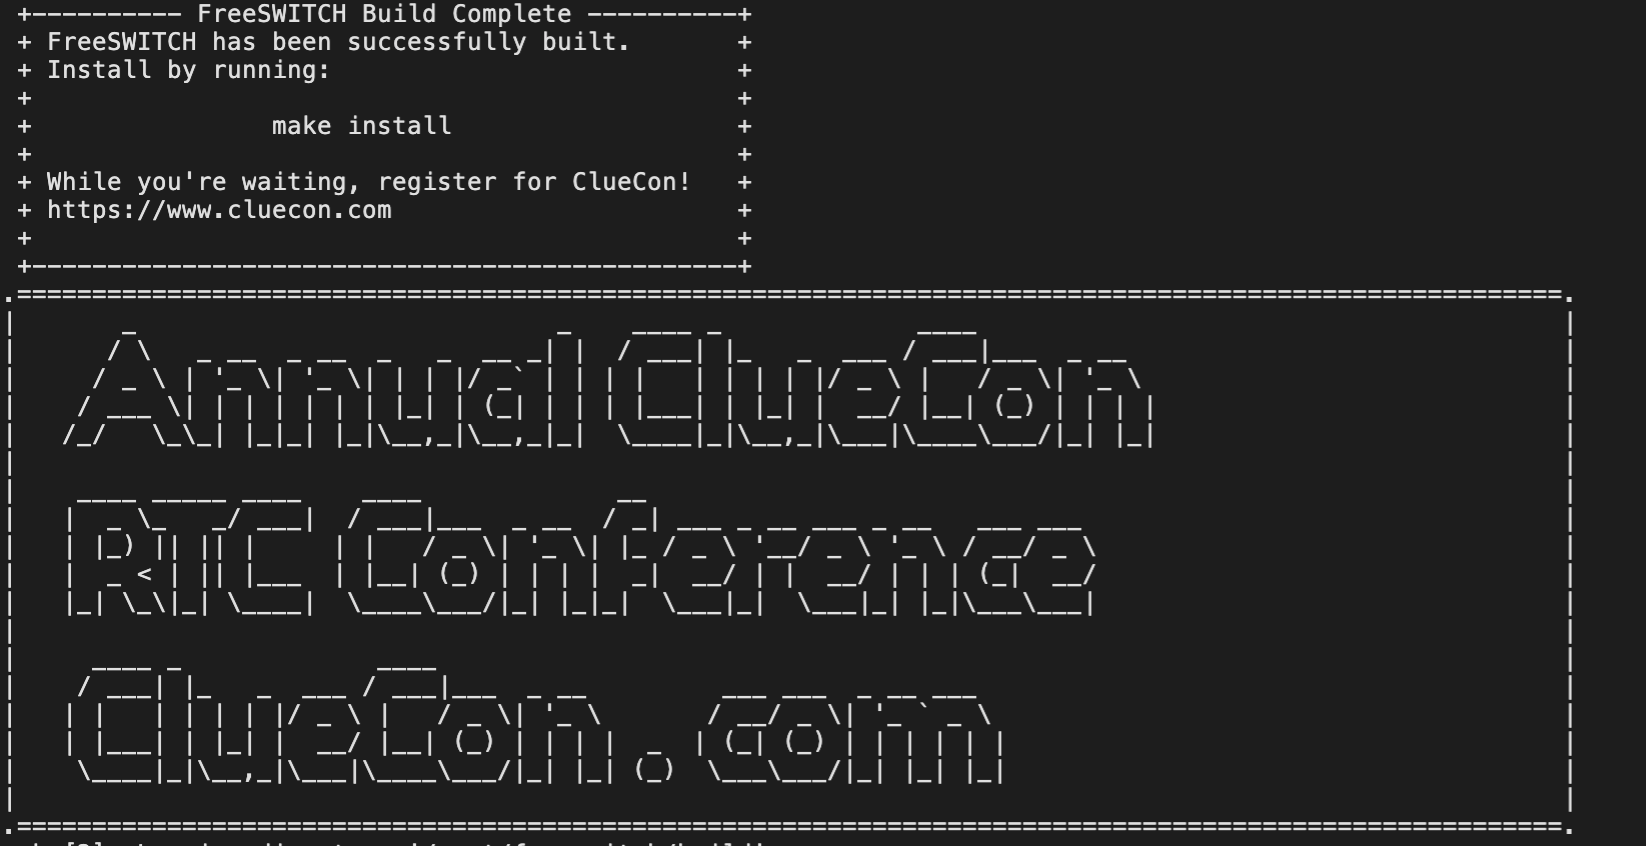 FreeSWITCH Build Complete
FreeSWITCH has been successfully built.
Install by running:
make install
While you're waiting, register for ClueCon!
https://www.cluecon.com
Annual ClueCon
RTC Conference
ClueCon.com